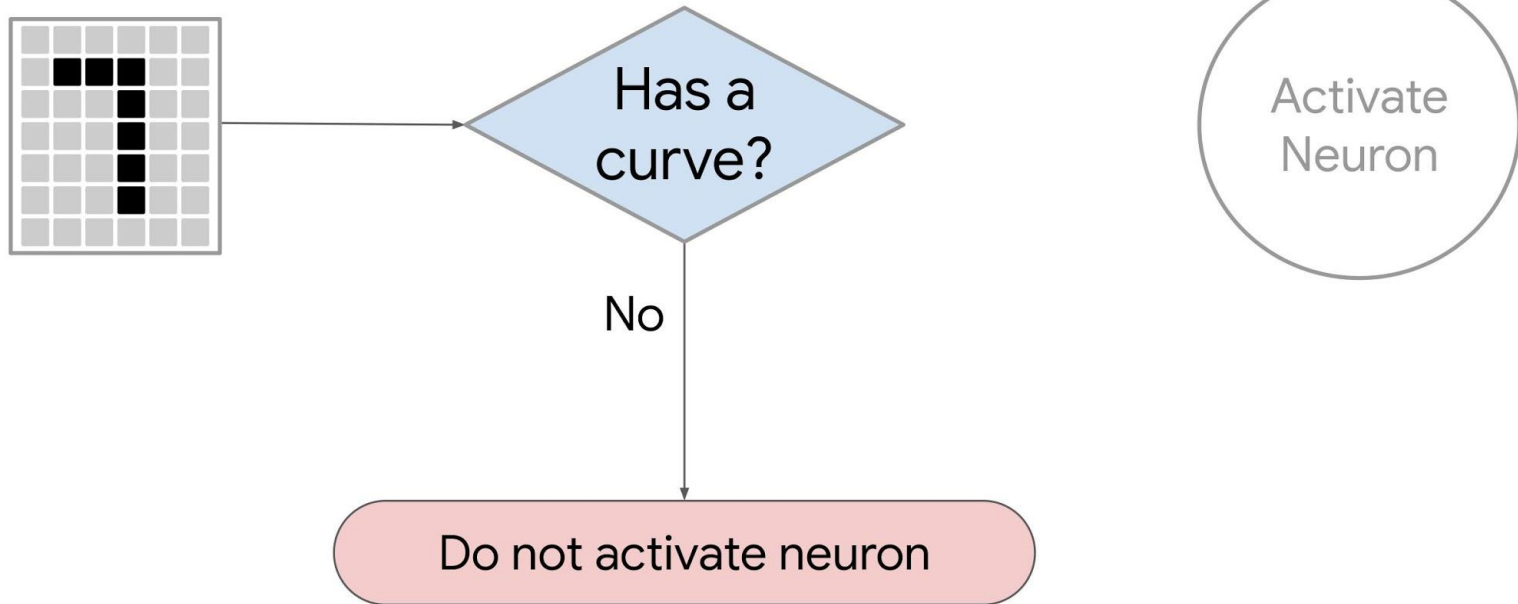 Has a
curve?
Activate
Neuron
No
Do not activate neuron